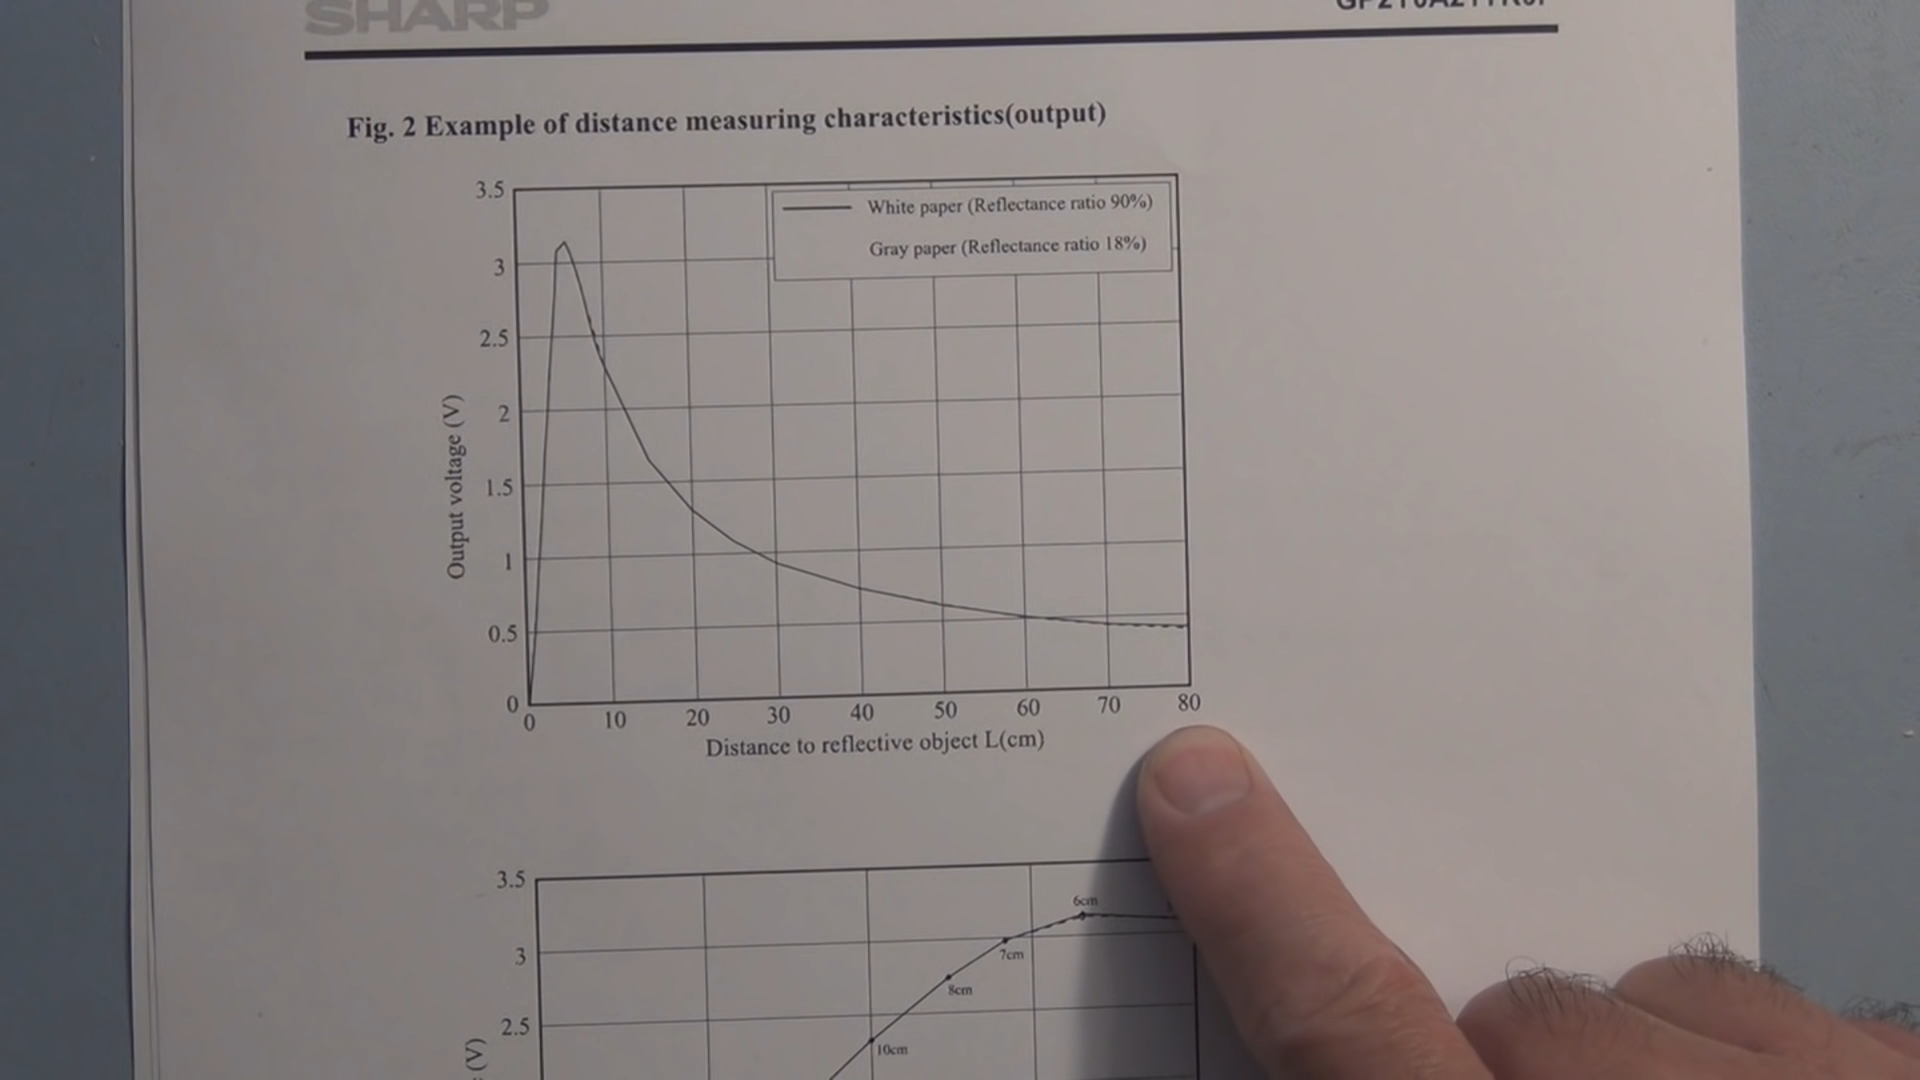 SHARP
Fig. 2 Example of distance measuring characteristics(output)
3.5
3
2.5
2
1.5
1
0.5
0
Output voltage (V)
White paper (Reflectance ratio 90%)
Gray paper (Reflectance ratio 18%)
0 10 20 30 40 50 60 70 80
Distance to reflective object L(cm)
3.5
3
2.5
(V)
6cm
7cm
8cm
10cm